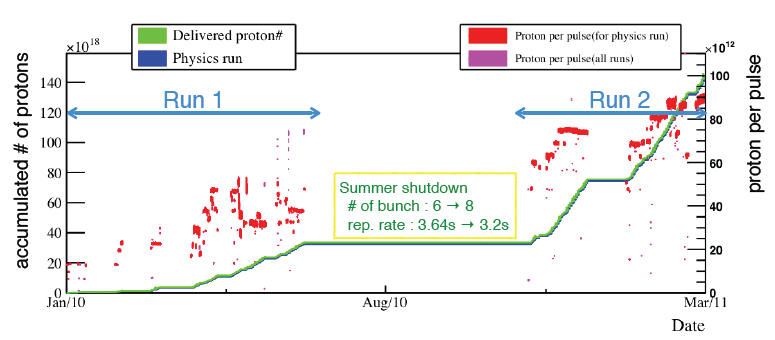 Delivered proton#
Physics run
Proton per pulse(for physics run)
Proton per pulse(all runs)
×10¹⁸
×10¹²
accumulated # of protons
proton per pulse
140
120
100
80
60
40
20
0
100
80
60
40
20
0
Run 1
Run 2
Summer shutdown
# of bunch : 6 → 8
rep. rate : 3.64s → 3.2s
Jan/10
Aug/10
Mar/11
Date